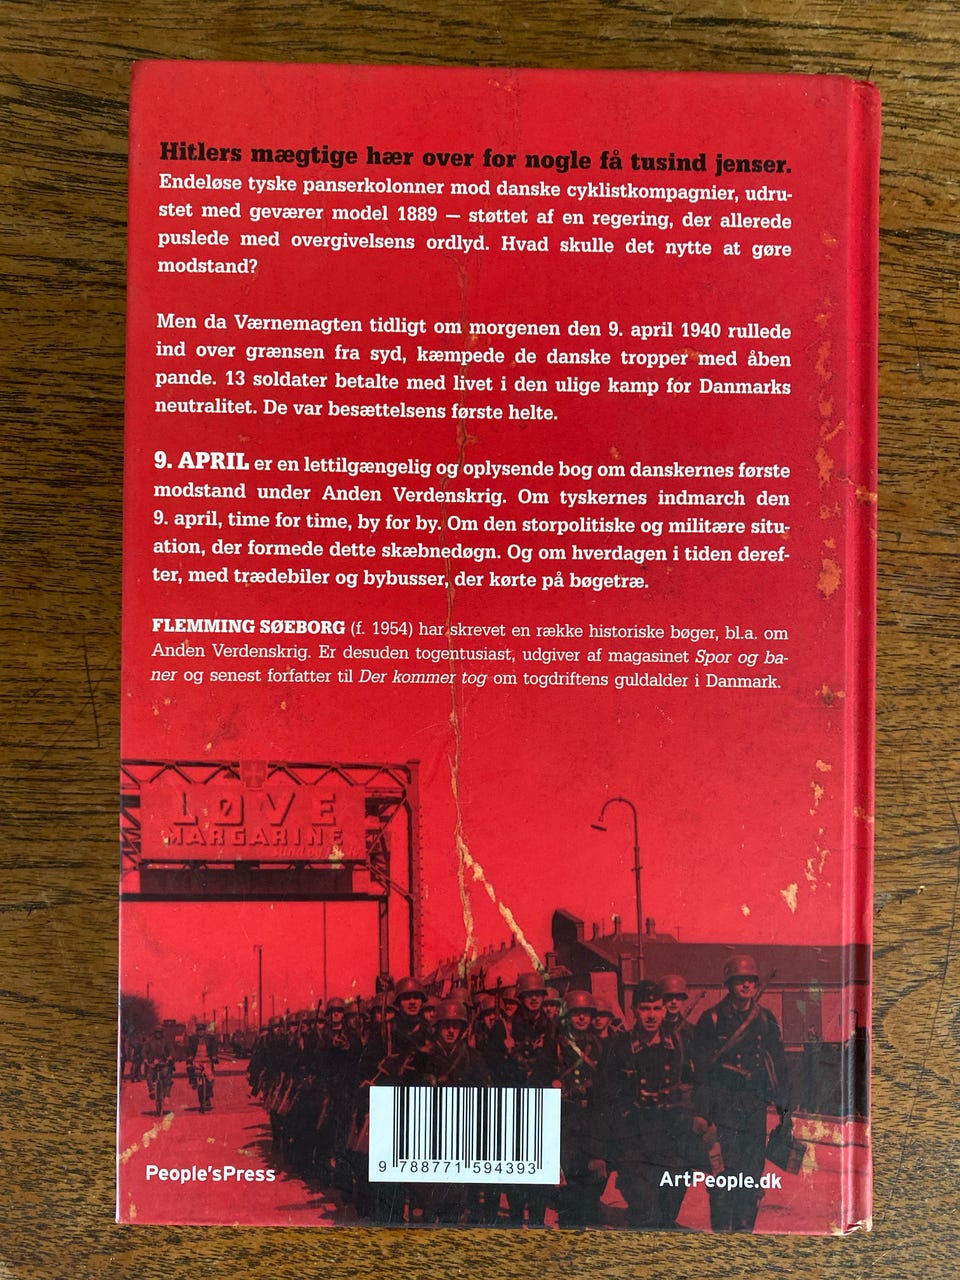 Hitlers mægtige hær over for nogle få tusind jenser.
Endeløse tyske panserkolonner mod danske cyklistkompagnier, udru-
stet med geværer model 1889 — støttet af en regering, der allerede
puslede med overgivelsens ordlyd. Hvad skulle det nytte at gøre
modstand?
Men da Værnemagten tidligt om morgenen den 9. april 1940 rullede
ind over grænsen fra syd, kæmpede de danske tropper med åben
pande. 13 soldater betalte med livet i den ulige kamp for Danmarks
neutralitet. De var besættelsens første helte.
9. APRIL er en lettilgængelig og oplysende bog om danskernes første
modstand under Anden Verdenskrig. Om tyskernes indmarch den
9. april, time for time, by for by. Om den storpolitiske og militære situ-
ation, der formede dette skæbnedøgn. Og om hverdagen i tiden deref-
ter, med trædebiler og bybusser, der kørte på bøgetræ.
FLEMMING SØEBORG (f. 1954) har skrevet en række historiske bøger, bl.a. om
Anden Verdenskrig. Er desuden togentusiast, udgiver af magasinet Spor og ba-
ner og senest forfatter til Der kommer tog om togdriftens guldalder i Danmark.
LØVE
MARGARINE
9 788771 594393
People'sPress
ArtPeople.dk